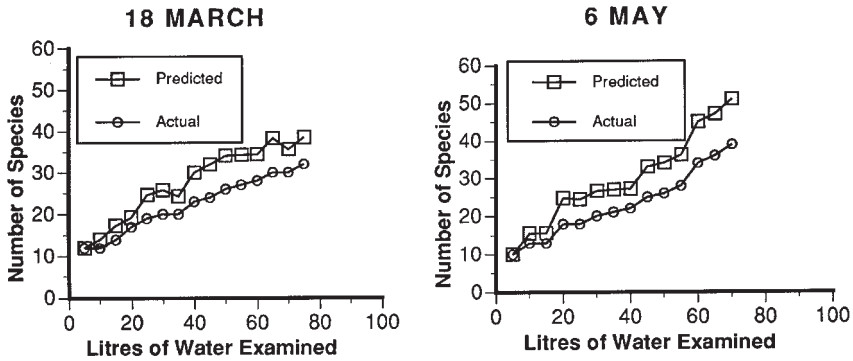 18 MARCH
60
50
40
30
20
10
0
Number of Species
Predicted
Actual
0 20 40 60 80 100
Litres of Water Examined
6 MAY
60
50
40
30
20
10
0
Number of Species
Predicted
Actual
0 20 40 60 80 100
Litres of Water Examined